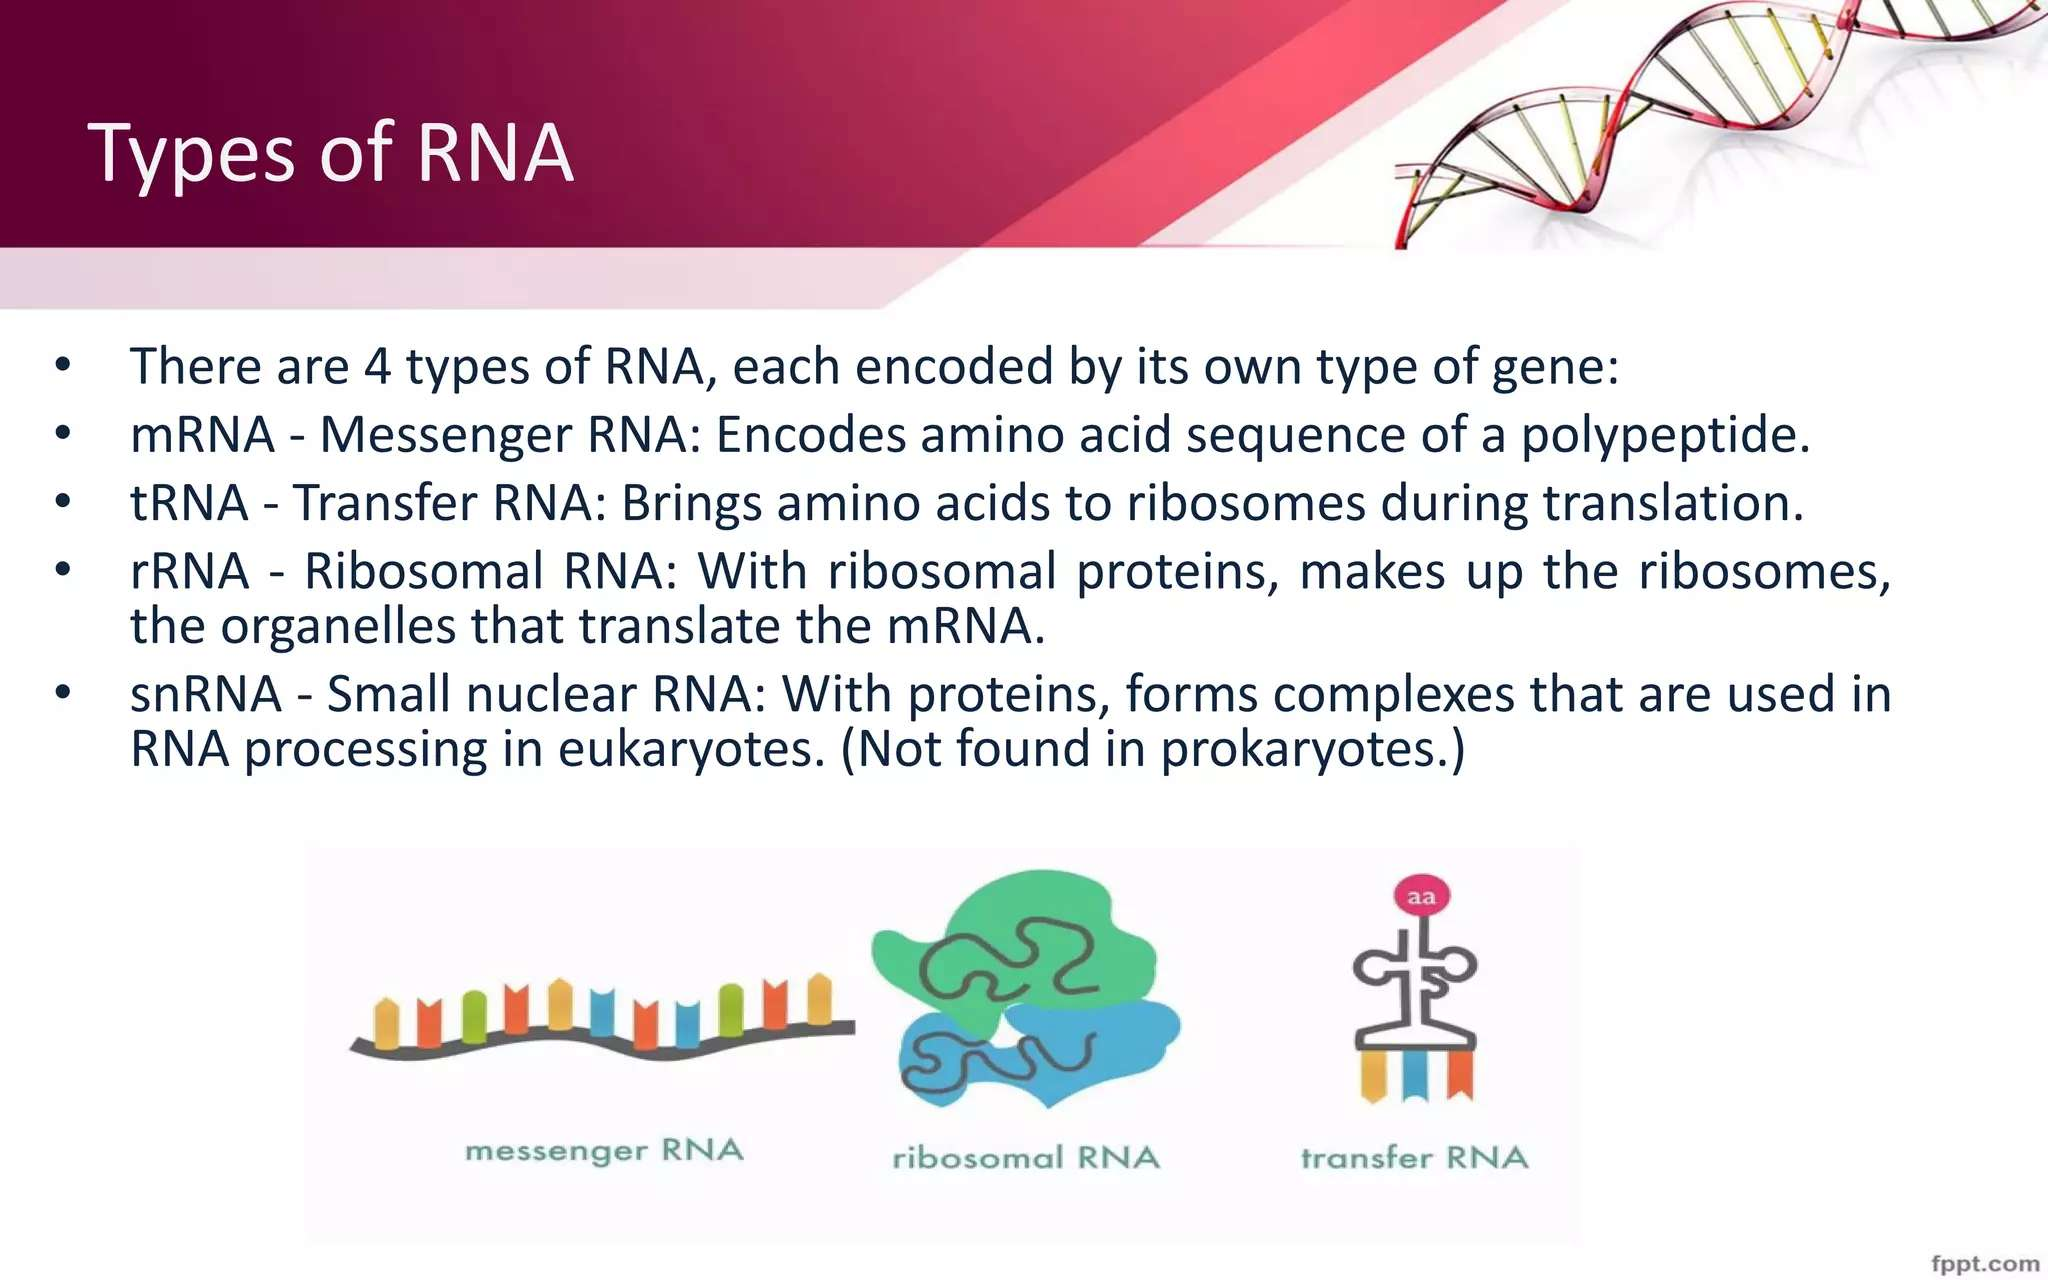 Types of RNA
• There are 4 types of RNA, each encoded by its own type of gene:
• mRNA - Messenger RNA: Encodes amino acid sequence of a polypeptide.
• tRNA - Transfer RNA: Brings amino acids to ribosomes during translation.
• rRNA - Ribosomal RNA: With ribosomal proteins, makes up the ribosomes,
the organelles that translate the mRNA.
• snRNA - Small nuclear RNA: With proteins, forms complexes that are used in
RNA processing in eukaryotes. (Not found in prokaryotes.)
aa
messenger RNA
ribosomal RNA
transfer RNA
fppt.com